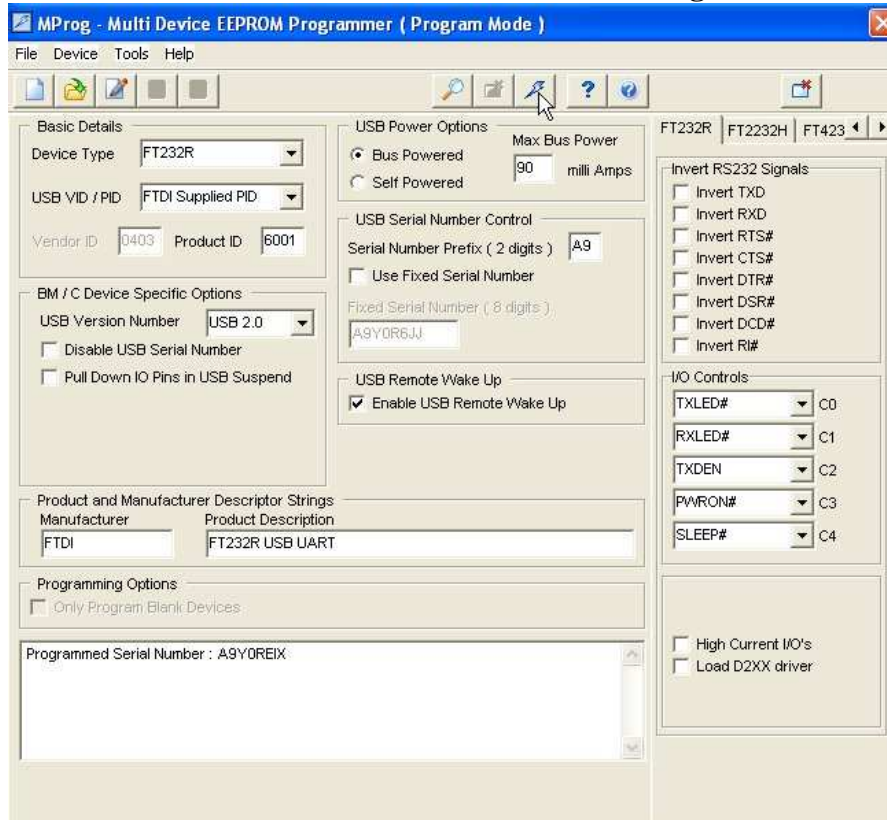 MProg - Multi Device EEPROM Programmer ( Program Mode )
File Device Tools Help
Basic Details
Device Type FT232R
USB VID / PID FTDI Supplied PID
Vendor ID 0403 Product ID 6001
BM / C Device Specific Options
USB Version Number USB 2.0
Disable USB Serial Number
Pull Down IO Pins in USB Suspend
USB Power Options
Max Bus Power
Bus Powered
90 milli Amps
Self Powered
USB Serial Number Control
Serial Number Prefix ( 2 digits ) A9
Use Fixed Serial Number
Fixed Serial Number ( 8 digits )
A9Y0R6JJ
USB Remote Wake Up
Enable USB Remote Wake Up
Product and Manufacturer Descriptor Strings
Manufacturer Product Description
FTDI FT232R USB UART
Programming Options
Only Program Blank Devices
Programmed Serial Number : A9Y0REIX
FT232R FT2232H FT423
Invert RS232 Signals
Invert TXD
Invert RXD
Invert RTS#
Invert CTS#
Invert DTR#
Invert DSR#
Invert DCD#
Invert RI#
I/O Controls
TXLED# C0
RXLED# C1
TXDEN C2
PWRON# C3
SLEEP# C4
High Current I/O's
Load D2XX driver